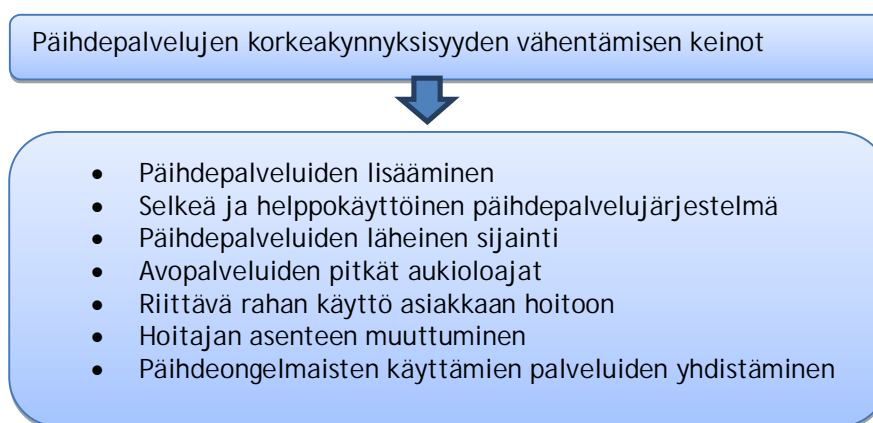 Päihdepalvelujen korkeakynnyksisyyden vähentämisen keinot
• Päihdepalveluiden lisääminen
• Selkeä ja helppokäyttöinen päihdepalvelujärjestelmä
• Päihdepalveluiden läheinen sijainti
• Avopalveluiden pitkät aukioloajat
• Riittävä rahan käyttö asiakkaan hoitoon
• Hoitajan asenteen muuttuminen
• Päihdeongelmaisten käyttämien palveluiden yhdistäminen